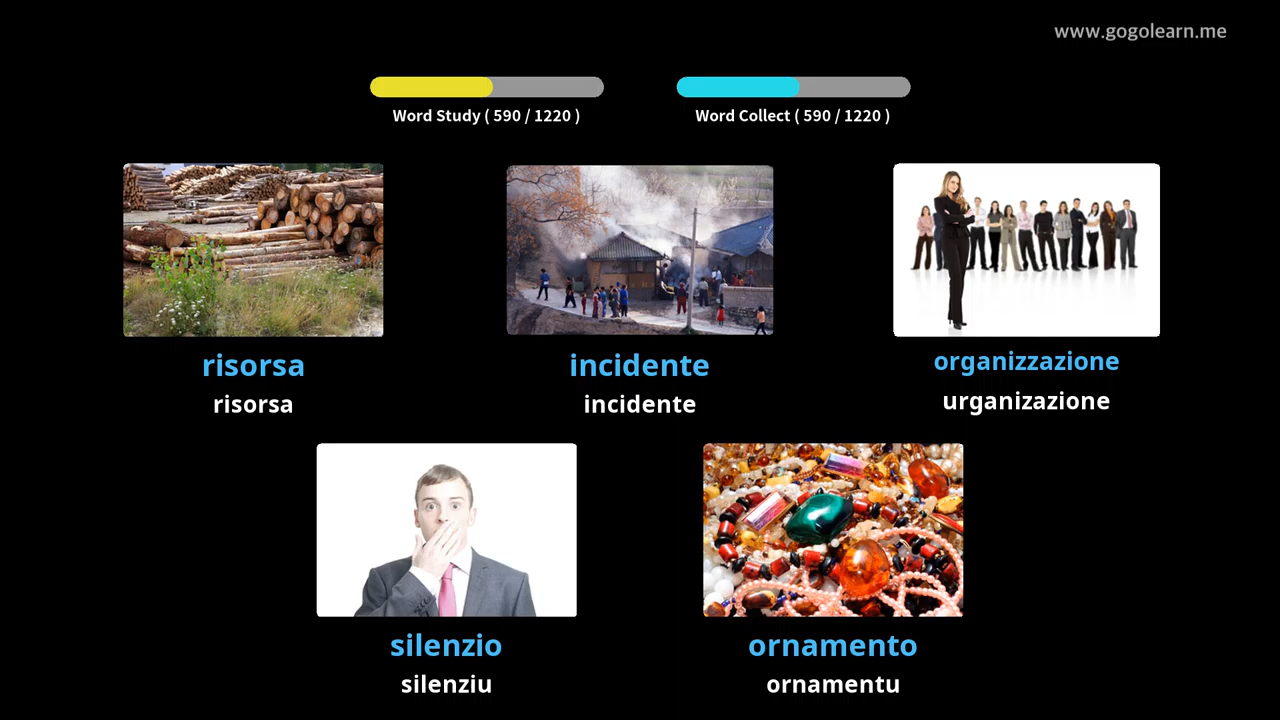 www.gogolearn.me
Word Study ( 590 / 1220 )
Word Collect ( 590 / 1220 )
risorsa
risorsa
incidente
incidente
organizzazione
urganizazione
silenzio
silenziu
ornamento
ornamentu